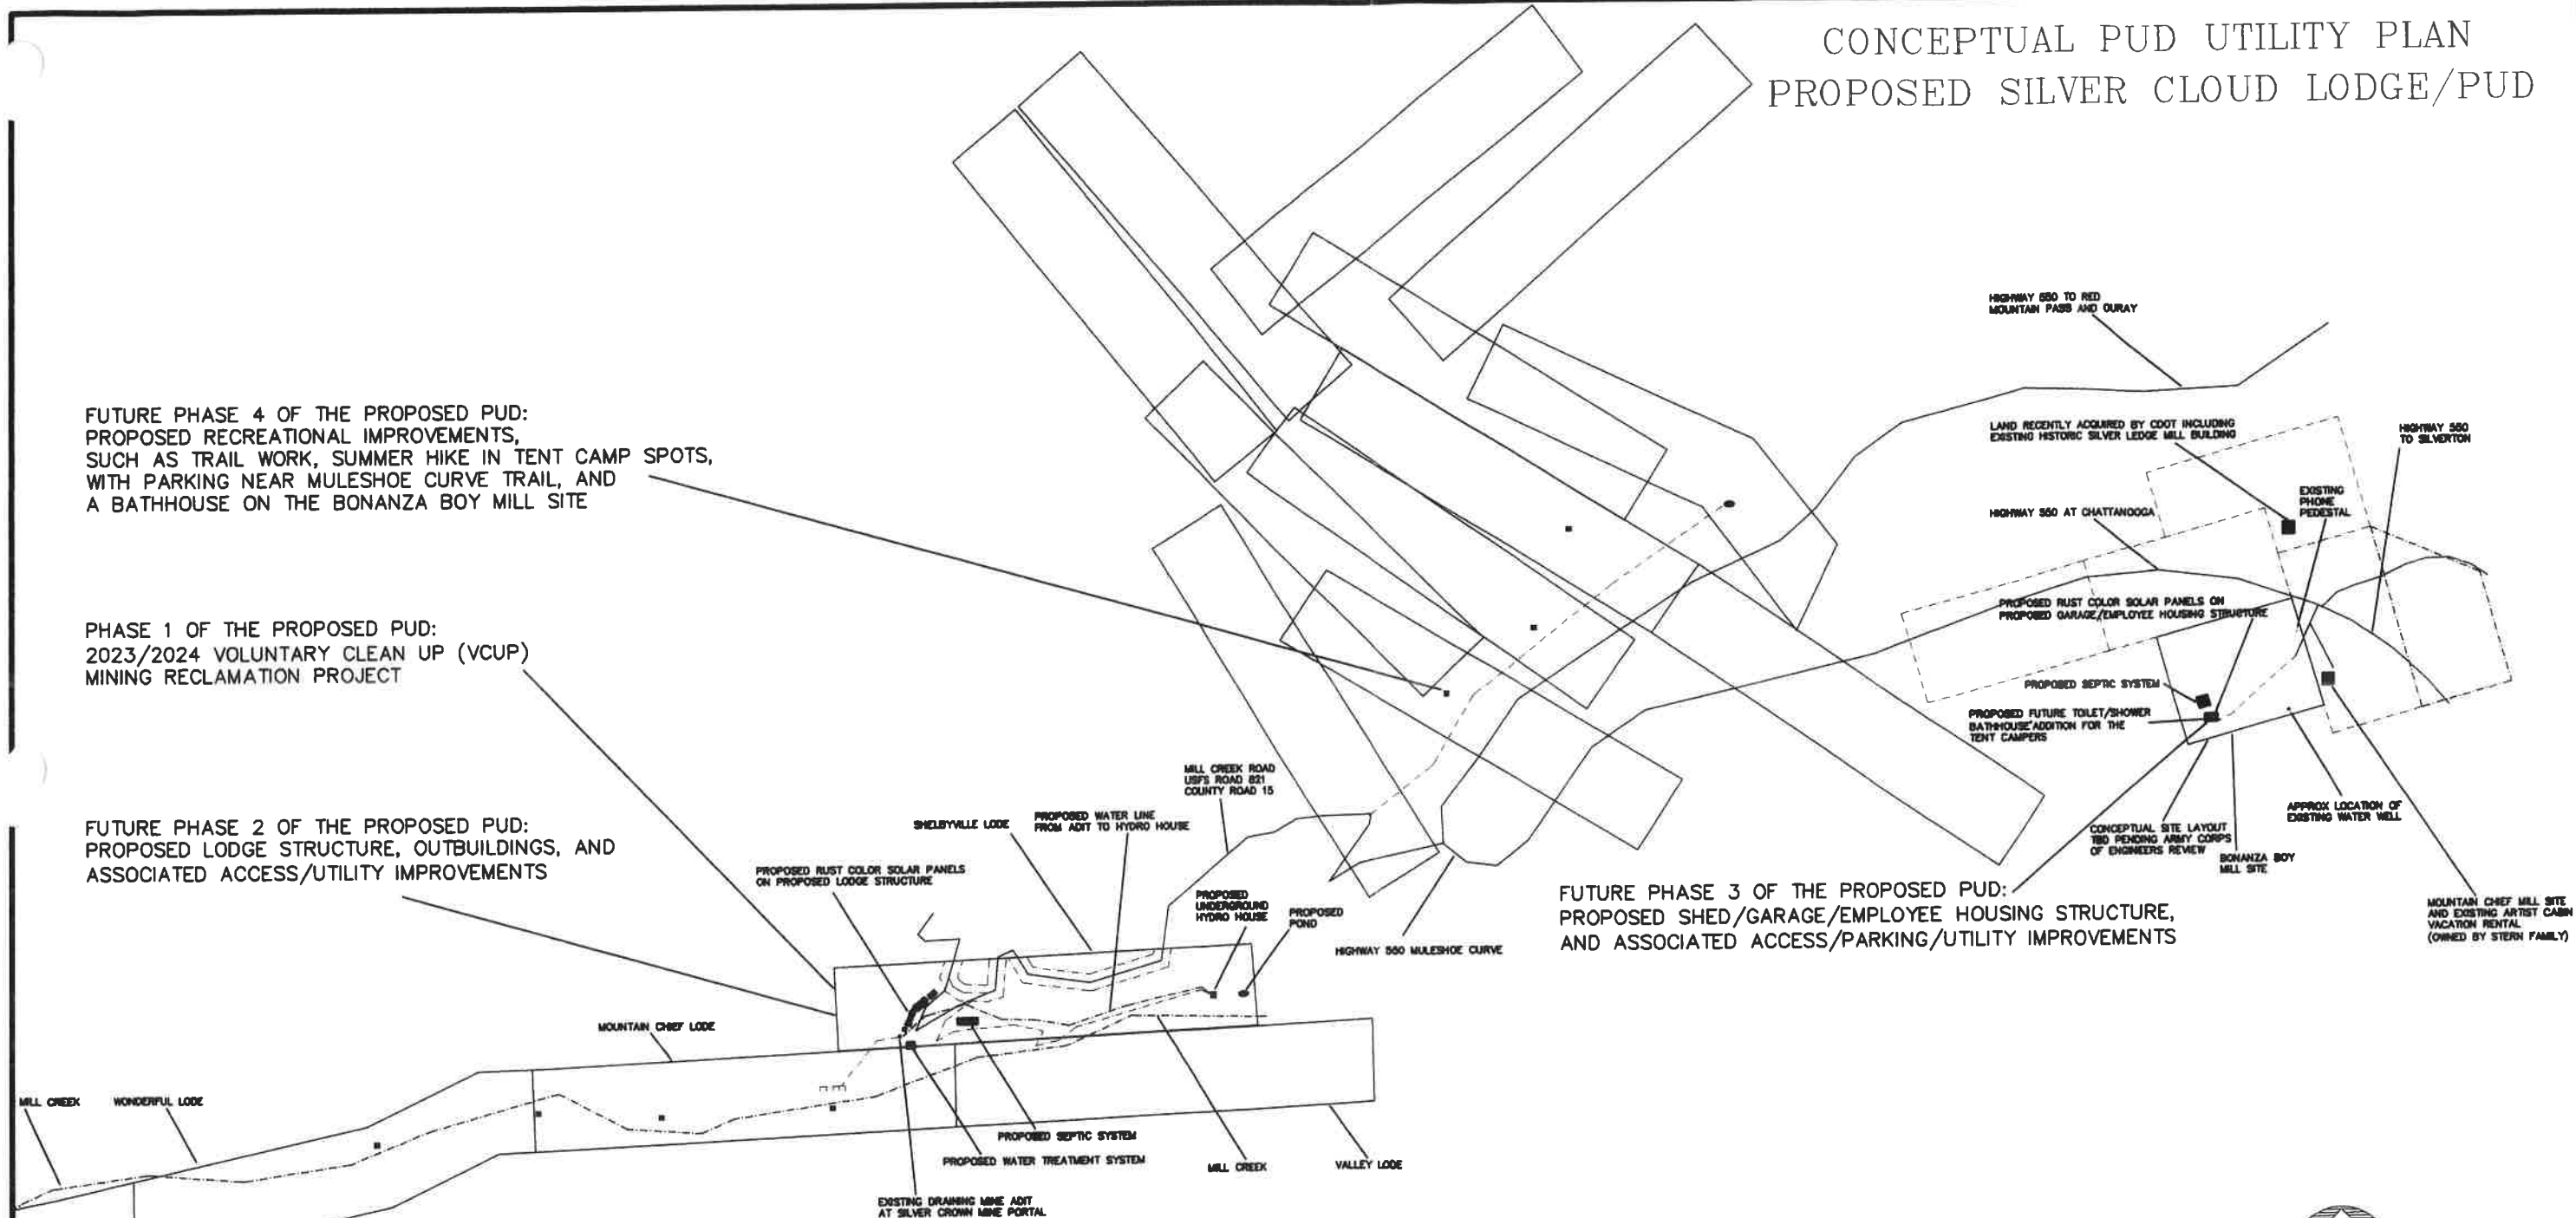 CONCEPTUAL PUD UTILITY PLAN
PROPOSED SILVER CLOUD LODGE/PUD
HIGHWAY 550 TO RED
MOUNTAIN PASS AND OURAY
FUTURE PHASE 4 OF THE PROPOSED PUD:
PROPOSED RECREATIONAL IMPROVEMENTS,
SUCH AS TRAIL WORK, SUMMER HIKE IN TENT CAMP SPOTS,
WITH PARKING NEAR MULESHOE CURVE TRAIL, AND
A BATHHOUSE ON THE BONANZA BOY MILL SITE
LAND RECENTLY ACQUIRED BY CDOT INCLUDING
EXISTING HISTORIC SILVER LEDGE MILL BUILDING
HIGHWAY 550
TO SILVERTON
EXISTING
PHONE
PEDESTAL
HIGHWAY 550 AT CHATTANOOGA
PROPOSED RUST COLOR SOLAR PANELS ON
PROPOSED GARAGE/EMPLOYEE HOUSING STRUCTURE
PHASE 1 OF THE PROPOSED PUD:
2023/2024 VOLUNTARY CLEAN UP (VCUP)
MINING RECLAMATION PROJECT
PROPOSED SEPTIC SYSTEM
PROPOSED FUTURE TOILET/SHOWER
BATHHOUSE ADDITION FOR THE
TENT CAMPERS
MILL CREEK ROAD
USFS ROAD 821
COUNTY ROAD 15
APPROX LOCATION OF
EXISTING WATER WELL
CONCEPTUAL SITE LAYOUT
TBD PENDING ARMY CORPS
OF ENGINEERS REVIEW
BONANZA BOY
MILL SITE
FUTURE PHASE 2 OF THE PROPOSED PUD:
PROPOSED LODGE STRUCTURE, OUTBUILDINGS, AND
ASSOCIATED ACCESS/UTILITY IMPROVEMENTS
SHELBYVILLE LODE
PROPOSED WATER LINE
FROM ADIT TO HYDRO HOUSE
PROPOSED RUST COLOR SOLAR PANELS
ON PROPOSED LODGE STRUCTURE
PROPOSED
UNDERGROUND
HYDRO HOUSE
PROPOSED
POND
HIGHWAY 550 MULESHOE CURVE
FUTURE PHASE 3 OF THE PROPOSED PUD:
PROPOSED SHED/GARAGE/EMPLOYEE HOUSING STRUCTURE,
AND ASSOCIATED ACCESS/PARKING/UTILITY IMPROVEMENTS
MOUNTAIN CHIEF MILL SITE
AND EXISTING ARTIST CABIN
VACATION RENTAL
(OWNED BY STERN FAMILY)
MOUNTAIN CHIEF LODE
MILL CREEK
WONDERFUL LODE
PROPOSED SEPTIC SYSTEM
PROPOSED WATER TREATMENT SYSTEM
MILL CREEK
VALLEY LODE
EXISTING DRAINING MINE ADIT
AT SILVER CROWN MINE PORTAL